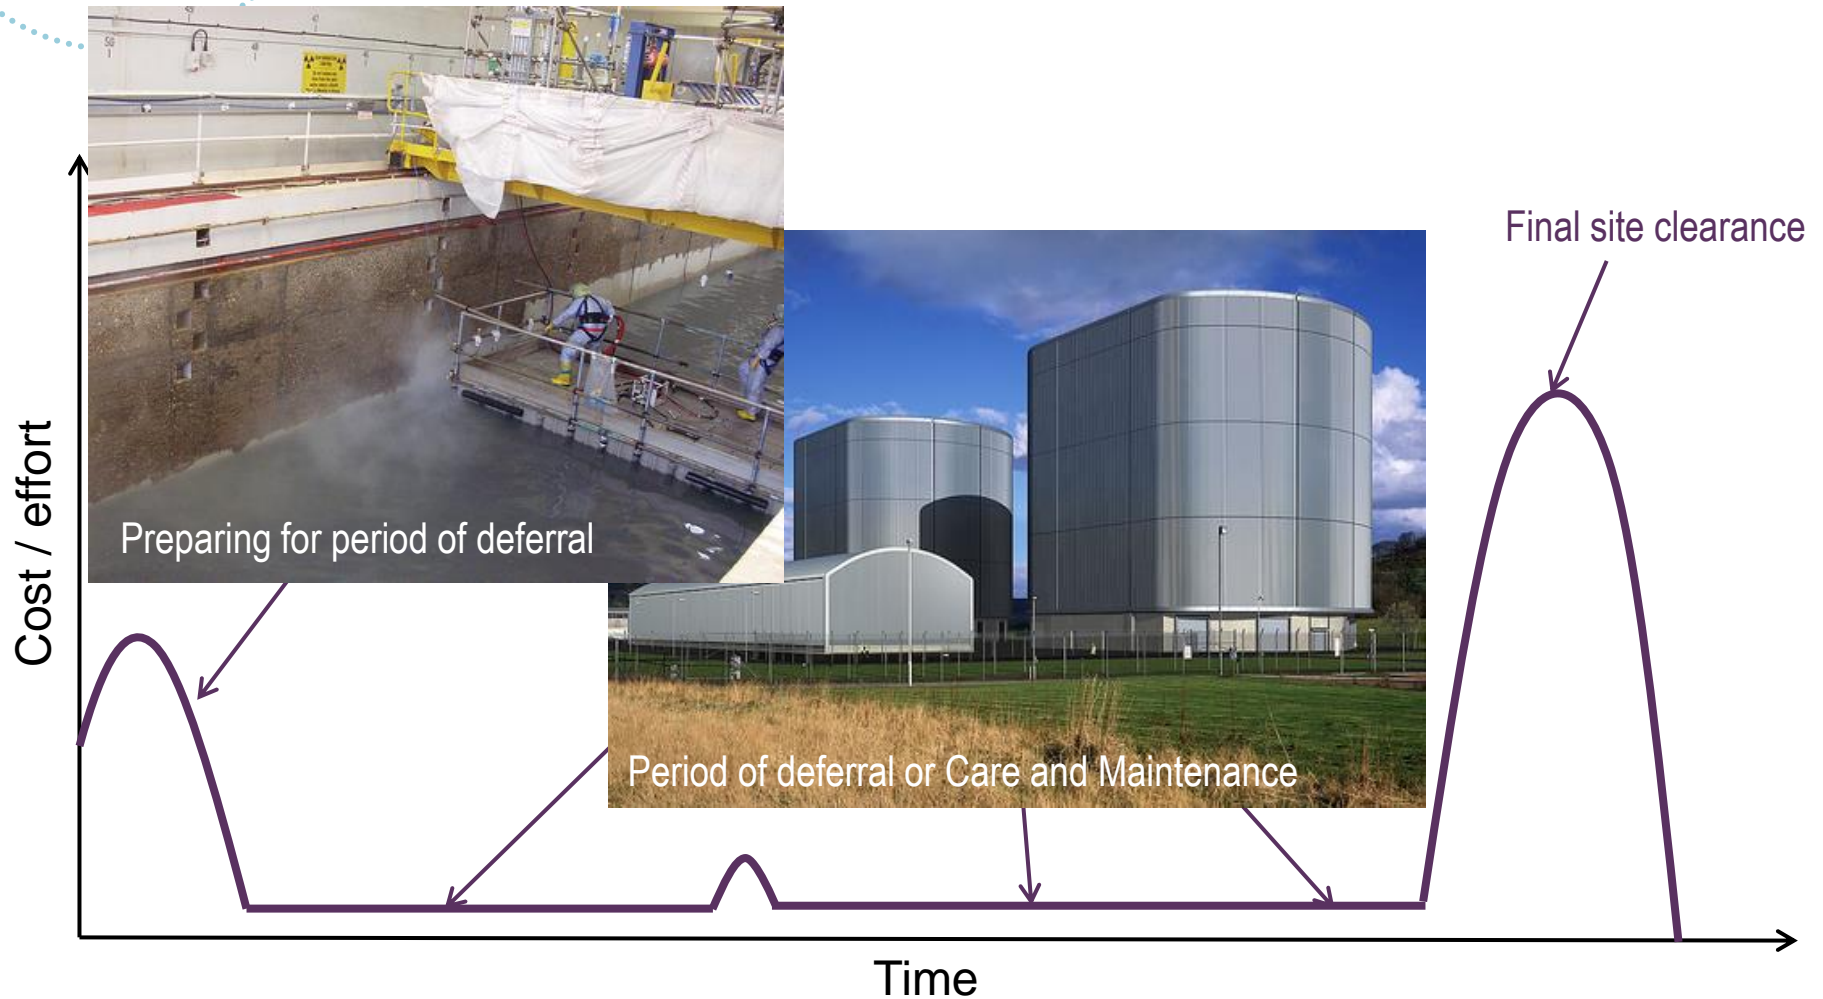 Final site clearance
Cost / effort
Preparing for period of deferral
Period of deferral or Care and Maintenance
Time